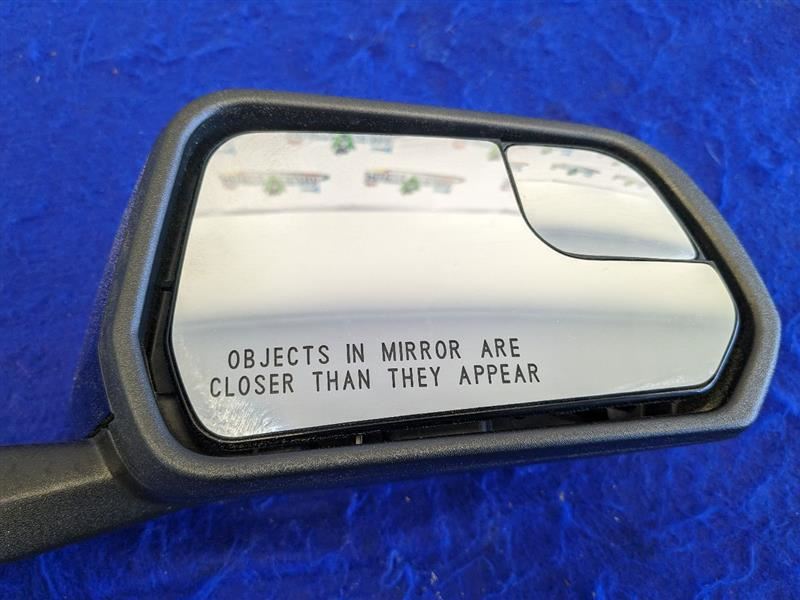 OBJECTS IN MIRROR ARE
CLOSER THAN THEY APPEAR